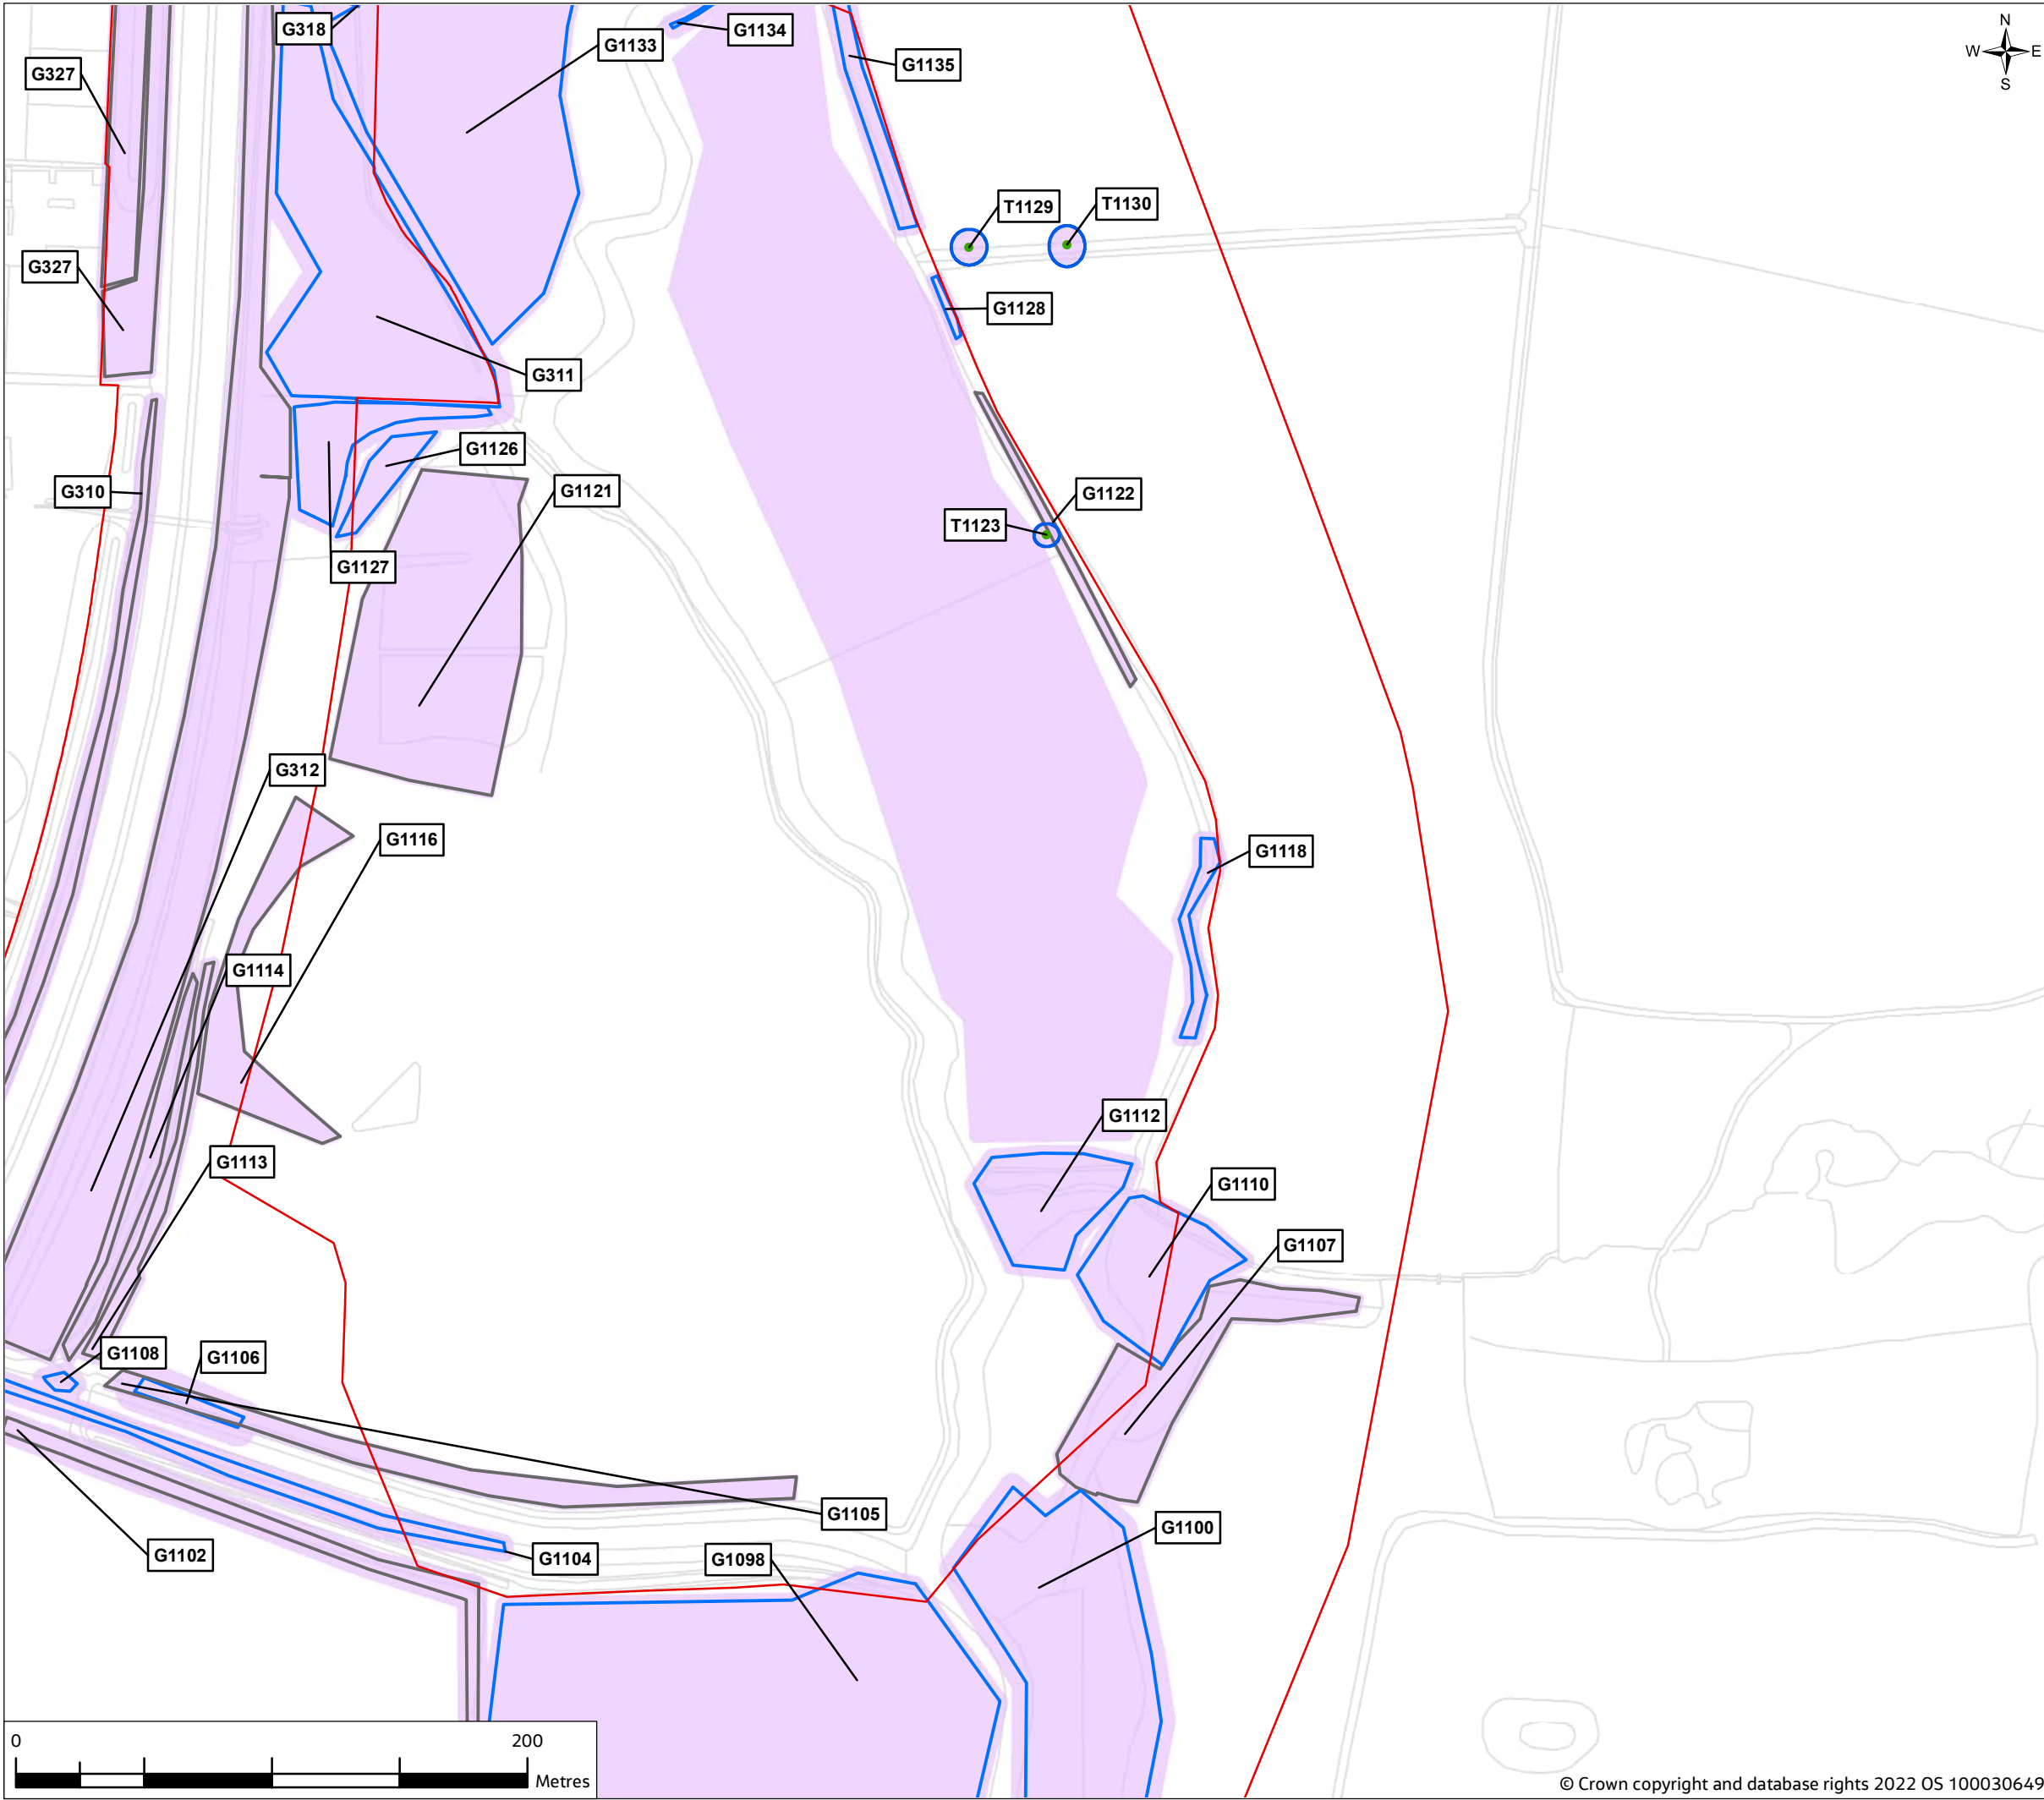 G318
G1133
G1134
G1135
N
W
E
S
G327
T1129
T1130
G327
G1128
G311
G1126
G310
G1121
G1122
T1123
G1127
G312
G1116
G1118
G1114
G1112
G1113
G1110
G1107
G1108
G1106
G1105
G1100
G1102
G1104
G1098
0
200
Metres
© Crown copyright and database rights 2022 OS 100030649